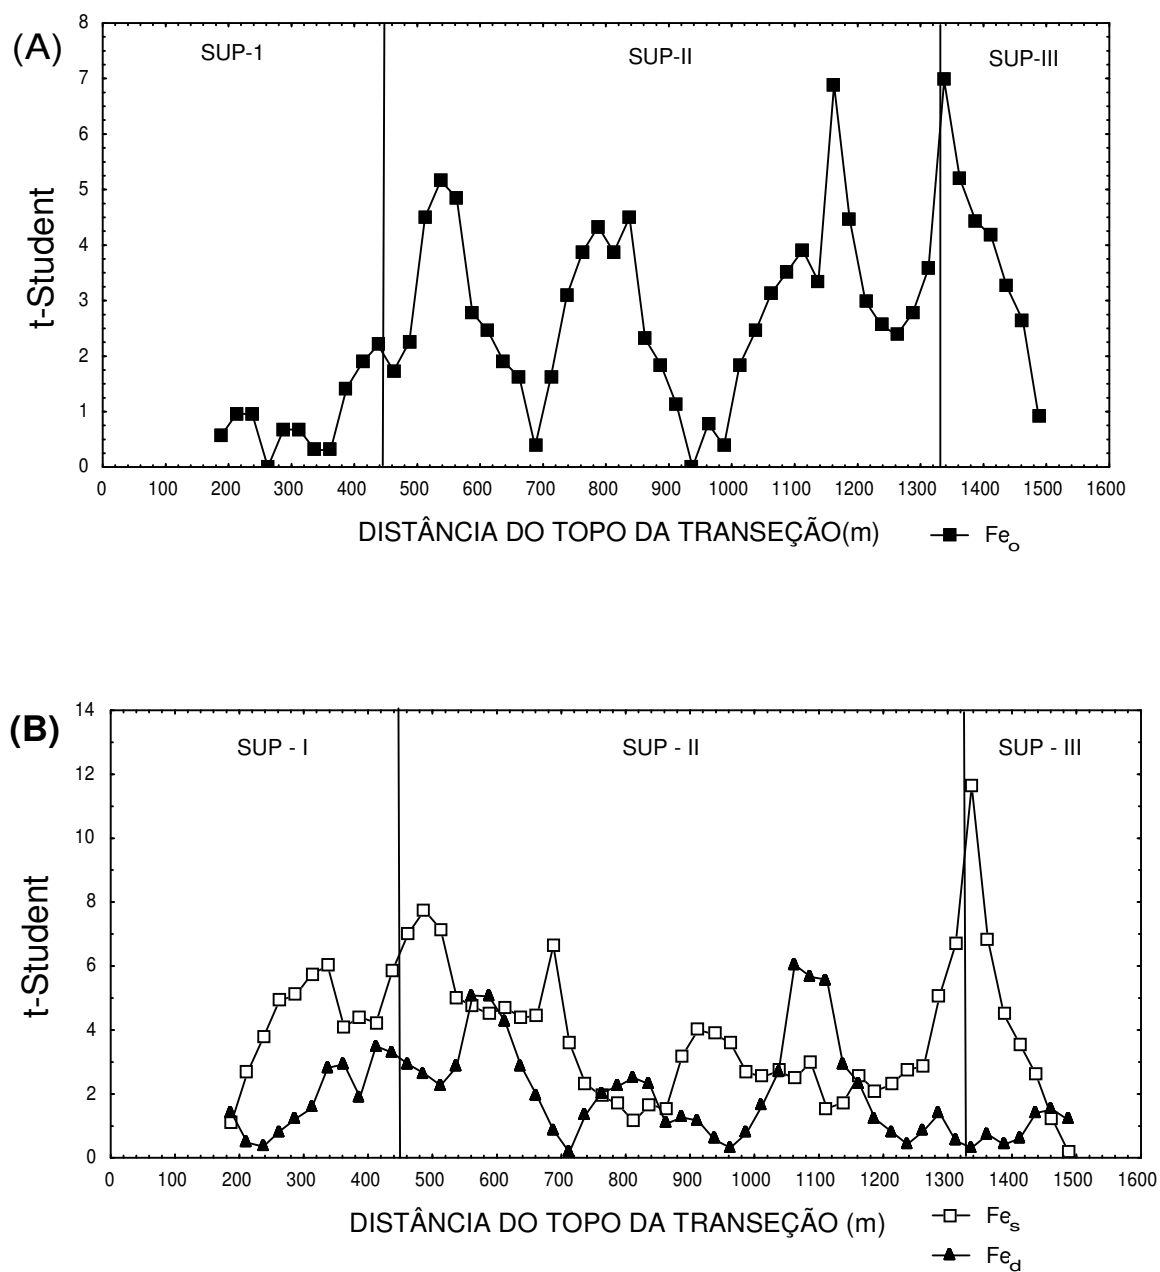 (A)
SUP-1 SUP-II SUP-III
t-Student
8
7
6
5
4
3
2
1
0
0 100 200 300 400 500 600 700 800 900 1000 1100 1200 1300 1400 1500 1600
DISTÂNCIA DO TOPO DA TRANSEÇÃO(m)
Feo
(B)
SUP - I SUP - II SUP - III
t-Student
14
12
10
8
6
4
2
0
0 100 200 300 400 500 600 700 800 900 1000 1100 1200 1300 1400 1500 1600
DISTÂNCIA DO TOPO DA TRANSEÇÃO (m)
Fes
Fed